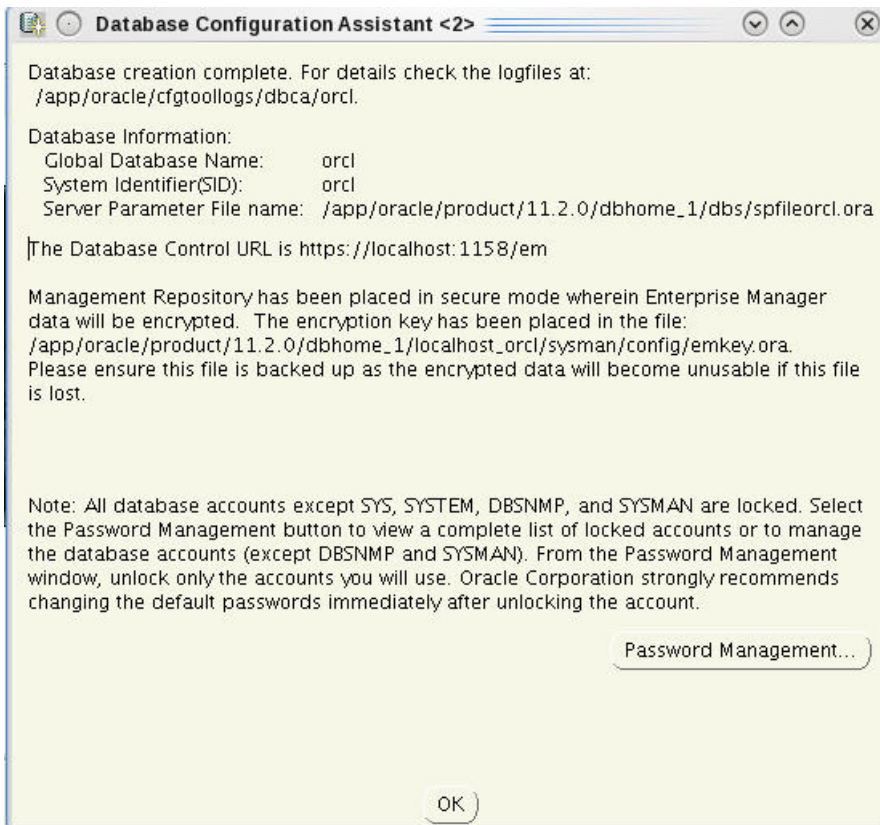 Database Configuration Assistant <2>
Database creation complete. For details check the logfiles at:
/app/oracle/cfgtoollogs/dbca/orcl.
Database Information:
Global Database Name: orcl
System Identifier(SID): orcl
Server Parameter File name: /app/oracle/product/11.2.0/dbhome_1/dbs/spfileorcl.ora
The Database Control URL is https://localhost:1158/em
Management Repository has been placed in secure mode wherein Enterprise Manager
data will be encrypted. The encryption key has been placed in the file:
/app/oracle/product/11.2.0/dbhome_1/localhost_orcl/sysman/config/emkey.ora.
Please ensure this file is backed up as the encrypted data will become unusable if this file
is lost.
Note: All database accounts except SYS, SYSTEM, DBSNMP, and SYSMAN are locked. Select
the Password Management button to view a complete list of locked accounts or to manage
the database accounts (except DBSNMP and SYSMAN). From the Password Management
window, unlock only the accounts you will use. Oracle Corporation strongly recommends
changing the default passwords immediately after unlocking the account.
Password Management...
OK